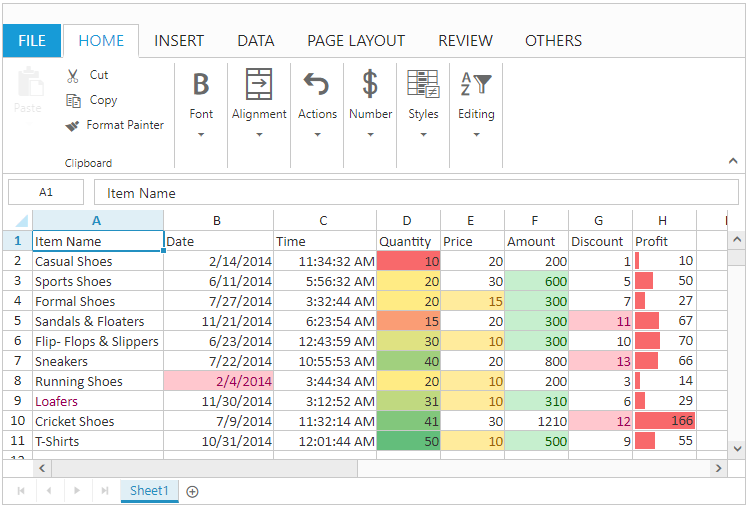 FILE HOME INSERT DATA PAGE LAYOUT REVIEW OTHERS
Paste
Cut
Copy
Format Painter
Clipboard
B
Font
Alignment
Actions
$
Number
Styles
A
Z
Editing
A1 Item Name
A B C D E F G H I
1 Item Name Date Time Quantity Price Amount Discount Profit
2 Casual Shoes 2/14/2014 11:34:32 AM 10 20 200 1 10
3 Sports Shoes 6/11/2014 5:56:32 AM 20 30 600 5 50
4 Formal Shoes 7/27/2014 3:32:44 AM 20 15 300 7 27
5 Sandals & Floaters 11/21/2014 6:23:54 AM 15 20 300 11 67
6 Flip- Flops & Slippers 6/23/2014 12:43:59 AM 30 10 300 10 70
7 Sneakers 7/22/2014 10:55:53 AM 40 20 800 13 66
8 Running Shoes 2/4/2014 3:44:34 AM 20 10 200 3 14
9 Loafers 11/30/2014 3:12:52 AM 31 10 310 6 29
10 Cricket Shoes 7/9/2014 11:32:14 AM 41 30 1210 12 166
11 T-Shirts 10/31/2014 12:01:44 AM 50 10 500 9 55
Sheet1